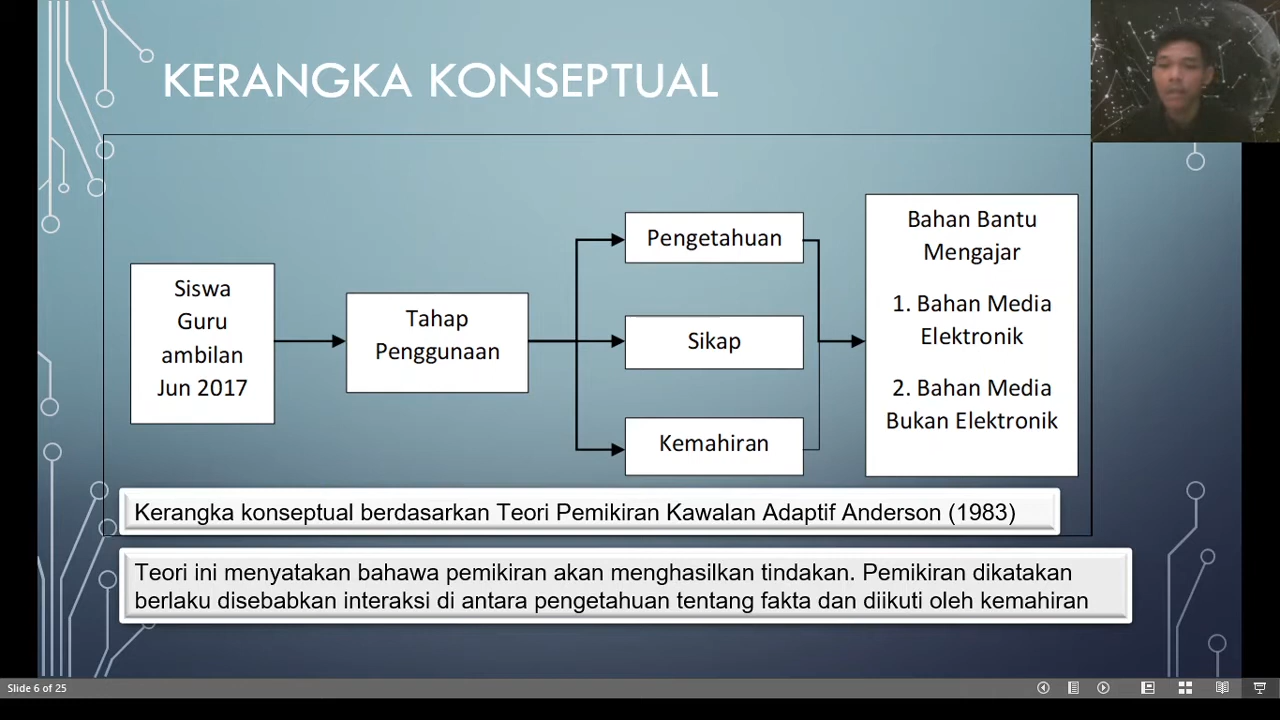 KERANGKA KONSEPTUAL
Siswa
Guru
ambilan
Jun 2017
Tahap
Penggunaan
Pengetahuan
Sikap
Kemahiran
Bahan Bantu
Mengajar
1. Bahan Media
Elektronik
2. Bahan Media
Bukan Elektronik
Kerangka konseptual berdasarkan Teori Pemikiran Kawalan Adaptif Anderson (1983)
Teori ini menyatakan bahawa pemikiran akan menghasilkan tindakan. Pemikiran dikatakan
berlaku disebabkan interaksi di antara pengetahuan tentang fakta dan diikuti oleh kemahiran
Slide 6 of 25